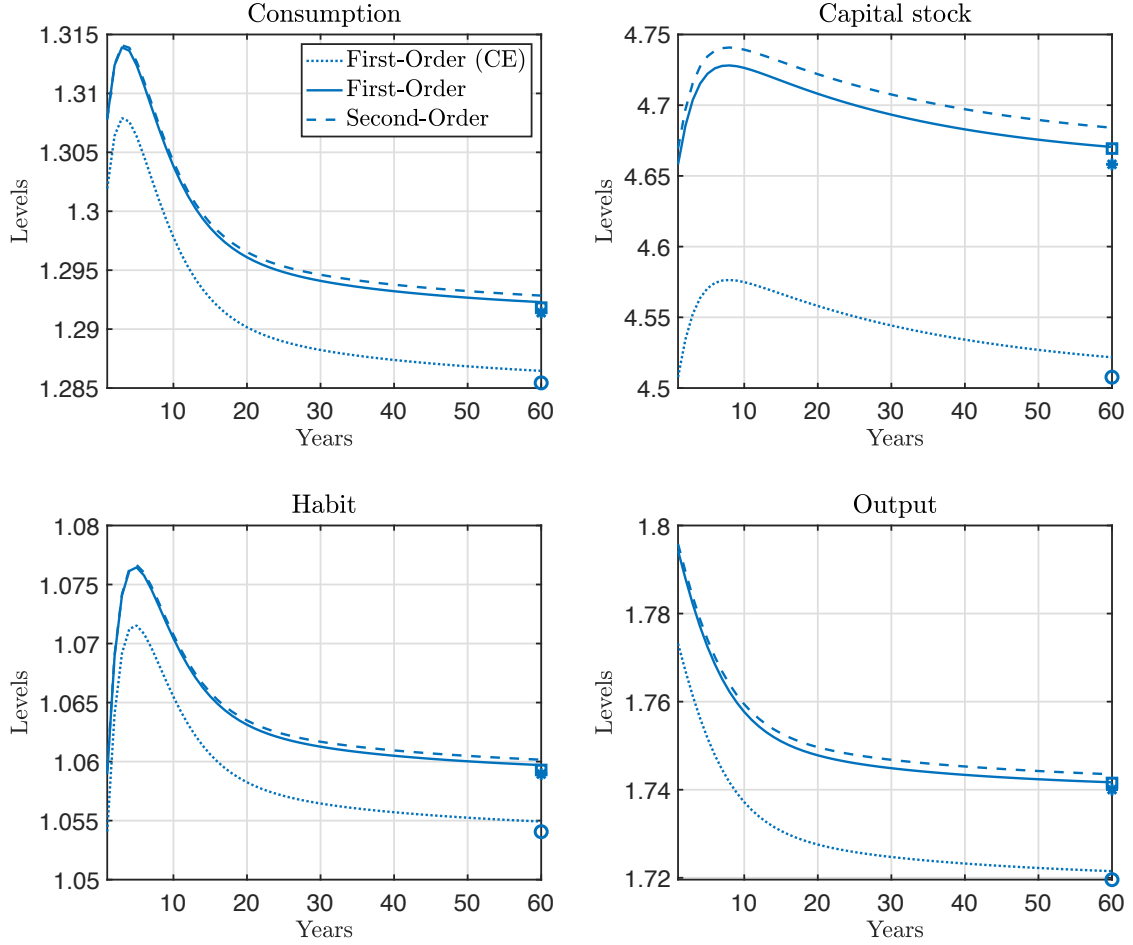 Consumption
1.315
1.31
1.305
1.3
1.295
1.29
1.285
Levels
First-Order (CE)
First-Order
Second-Order
10 20 30 40 50 60
Years
Capital stock
4.75
4.7
4.65
4.6
4.55
4.5
Levels
10 20 30 40 50 60
Years
Habit
1.08
1.075
1.07
1.065
1.06
1.055
1.05
Levels
10 20 30 40 50 60
Years
Output
1.8
1.78
1.76
1.74
1.72
Levels
10 20 30 40 50 60
Years